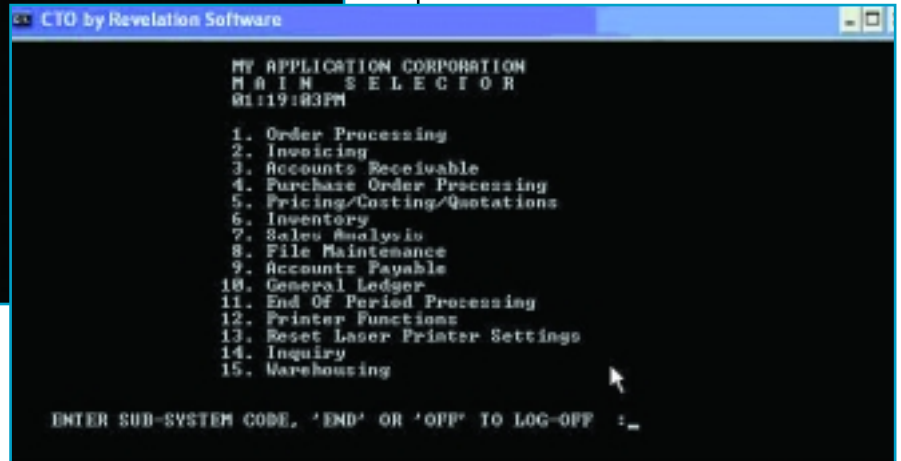 CTO by Revelation Software
MY APPLICATION CORPORATION
M A I N   S E L E C T O R
01:19:03PM
1. Order Processing
2. Invoicing
3. Accounts Receivable
4. Purchase Order Processing
5. Pricing/Costing/Quotations
6. Inventory
7. Sales Analysis
8. File Maintenance
9. Accounts Payable
10. General Ledger
11. End Of Period Processing
12. Printer Functions
13. Reset Laser Printer Settings
14. Inquiry
15. Warehousing
ENTER SUB-SYSTEM CODE, 'END' OR 'OFF' TO LOG-OFF :_